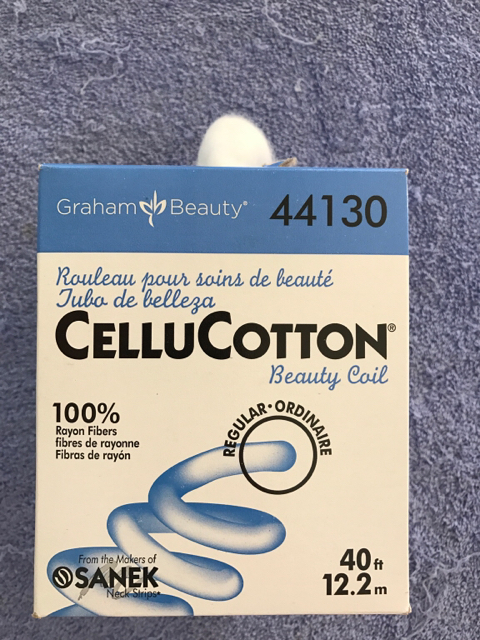 Graham Beauty® 44130
Rouleau pour soins de beauté
Tubo de belleza
CELLUCOTTON®
Beauty Coil
100%
Rayon Fibers
fibres de rayonne
Fibras de rayón
REGULAR · ORDINAIRE
From the Makers of
SANEK
Neck Strips®
40 ft
12.2 m